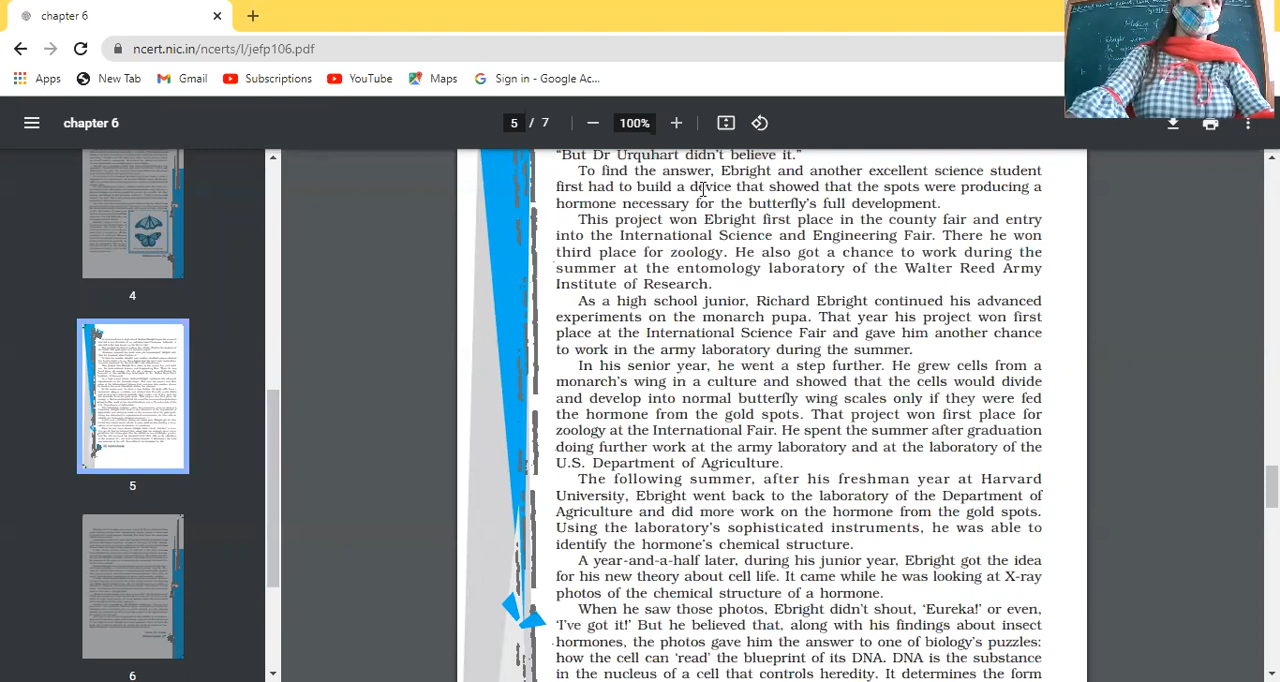 chapter 6
ncert.nic.in/ncerts/l/jefp106.pdf
Apps New Tab Gmail Subscriptions YouTube Maps Sign in - Google Ac...
chapter 6
5 / 7
100%
4
5
6
"But Dr Urquhart didn't believe it."
To find the answer, Ebright and another excellent science student
first had to build a device that showed that the spots were producing a
hormone necessary for the butterfly's full development.
This project won Ebright first place in the county fair and entry
into the International Science and Engineering Fair. There he won
third place for zoology. He also got a chance to work during the
summer at the entomology laboratory of the Walter Reed Army
Institute of Research.
As a high school junior, Richard Ebright continued his advanced
experiments on the monarch pupa. That year his project won first
place at the International Science Fair and gave him another chance
to work in the army laboratory during the summer.
In his senior year, he went a step further. He grew cells from a
monarch's wing in a culture and showed that the cells would divide
and develop into normal butterfly wing scales only if they were fed
the hormone from the gold spots. That project won first place for
zoology at the International Fair. He spent the summer after graduation
doing further work at the army laboratory and at the laboratory of the
U.S. Department of Agriculture.
The following summer, after his freshman year at Harvard
University, Ebright went back to the laboratory of the Department of
Agriculture and did more work on the hormone from the gold spots.
Using the laboratory's sophisticated instruments, he was able to
identify the hormone's chemical structure.
A year-and-a-half later, during his junior year, Ebright got the idea
for his new theory about cell life. It came while he was looking at X-ray
photos of the chemical structure of a hormone.
When he saw those photos, Ebright didn't shout, 'Eureka!' or even,
'I've got it!' But he believed that, along with his findings about insect
hormones, the photos gave him the answer to one of biology's puzzles:
how the cell can 'read' the blueprint of its DNA. DNA is the substance
in the nucleus of a cell that controls heredity. It determines the form